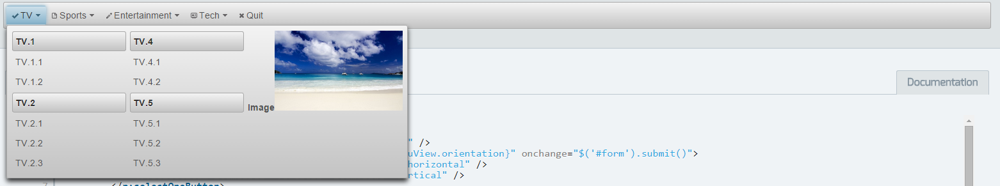 TV Sports Entertainment Tech Quit
TV.1 TV.4
TV.1.1 TV.4.1
TV.1.2 TV.4.2
TV.2 TV.5
Image
TV.2.1 TV.5.1
TV.2.2 TV.5.2
TV.2.3 TV.5.3
Documentation
" />
uView.orientation}" onchange="$('#form').submit()">
horizontal" />
rtical" />
</p:selectOneButton>